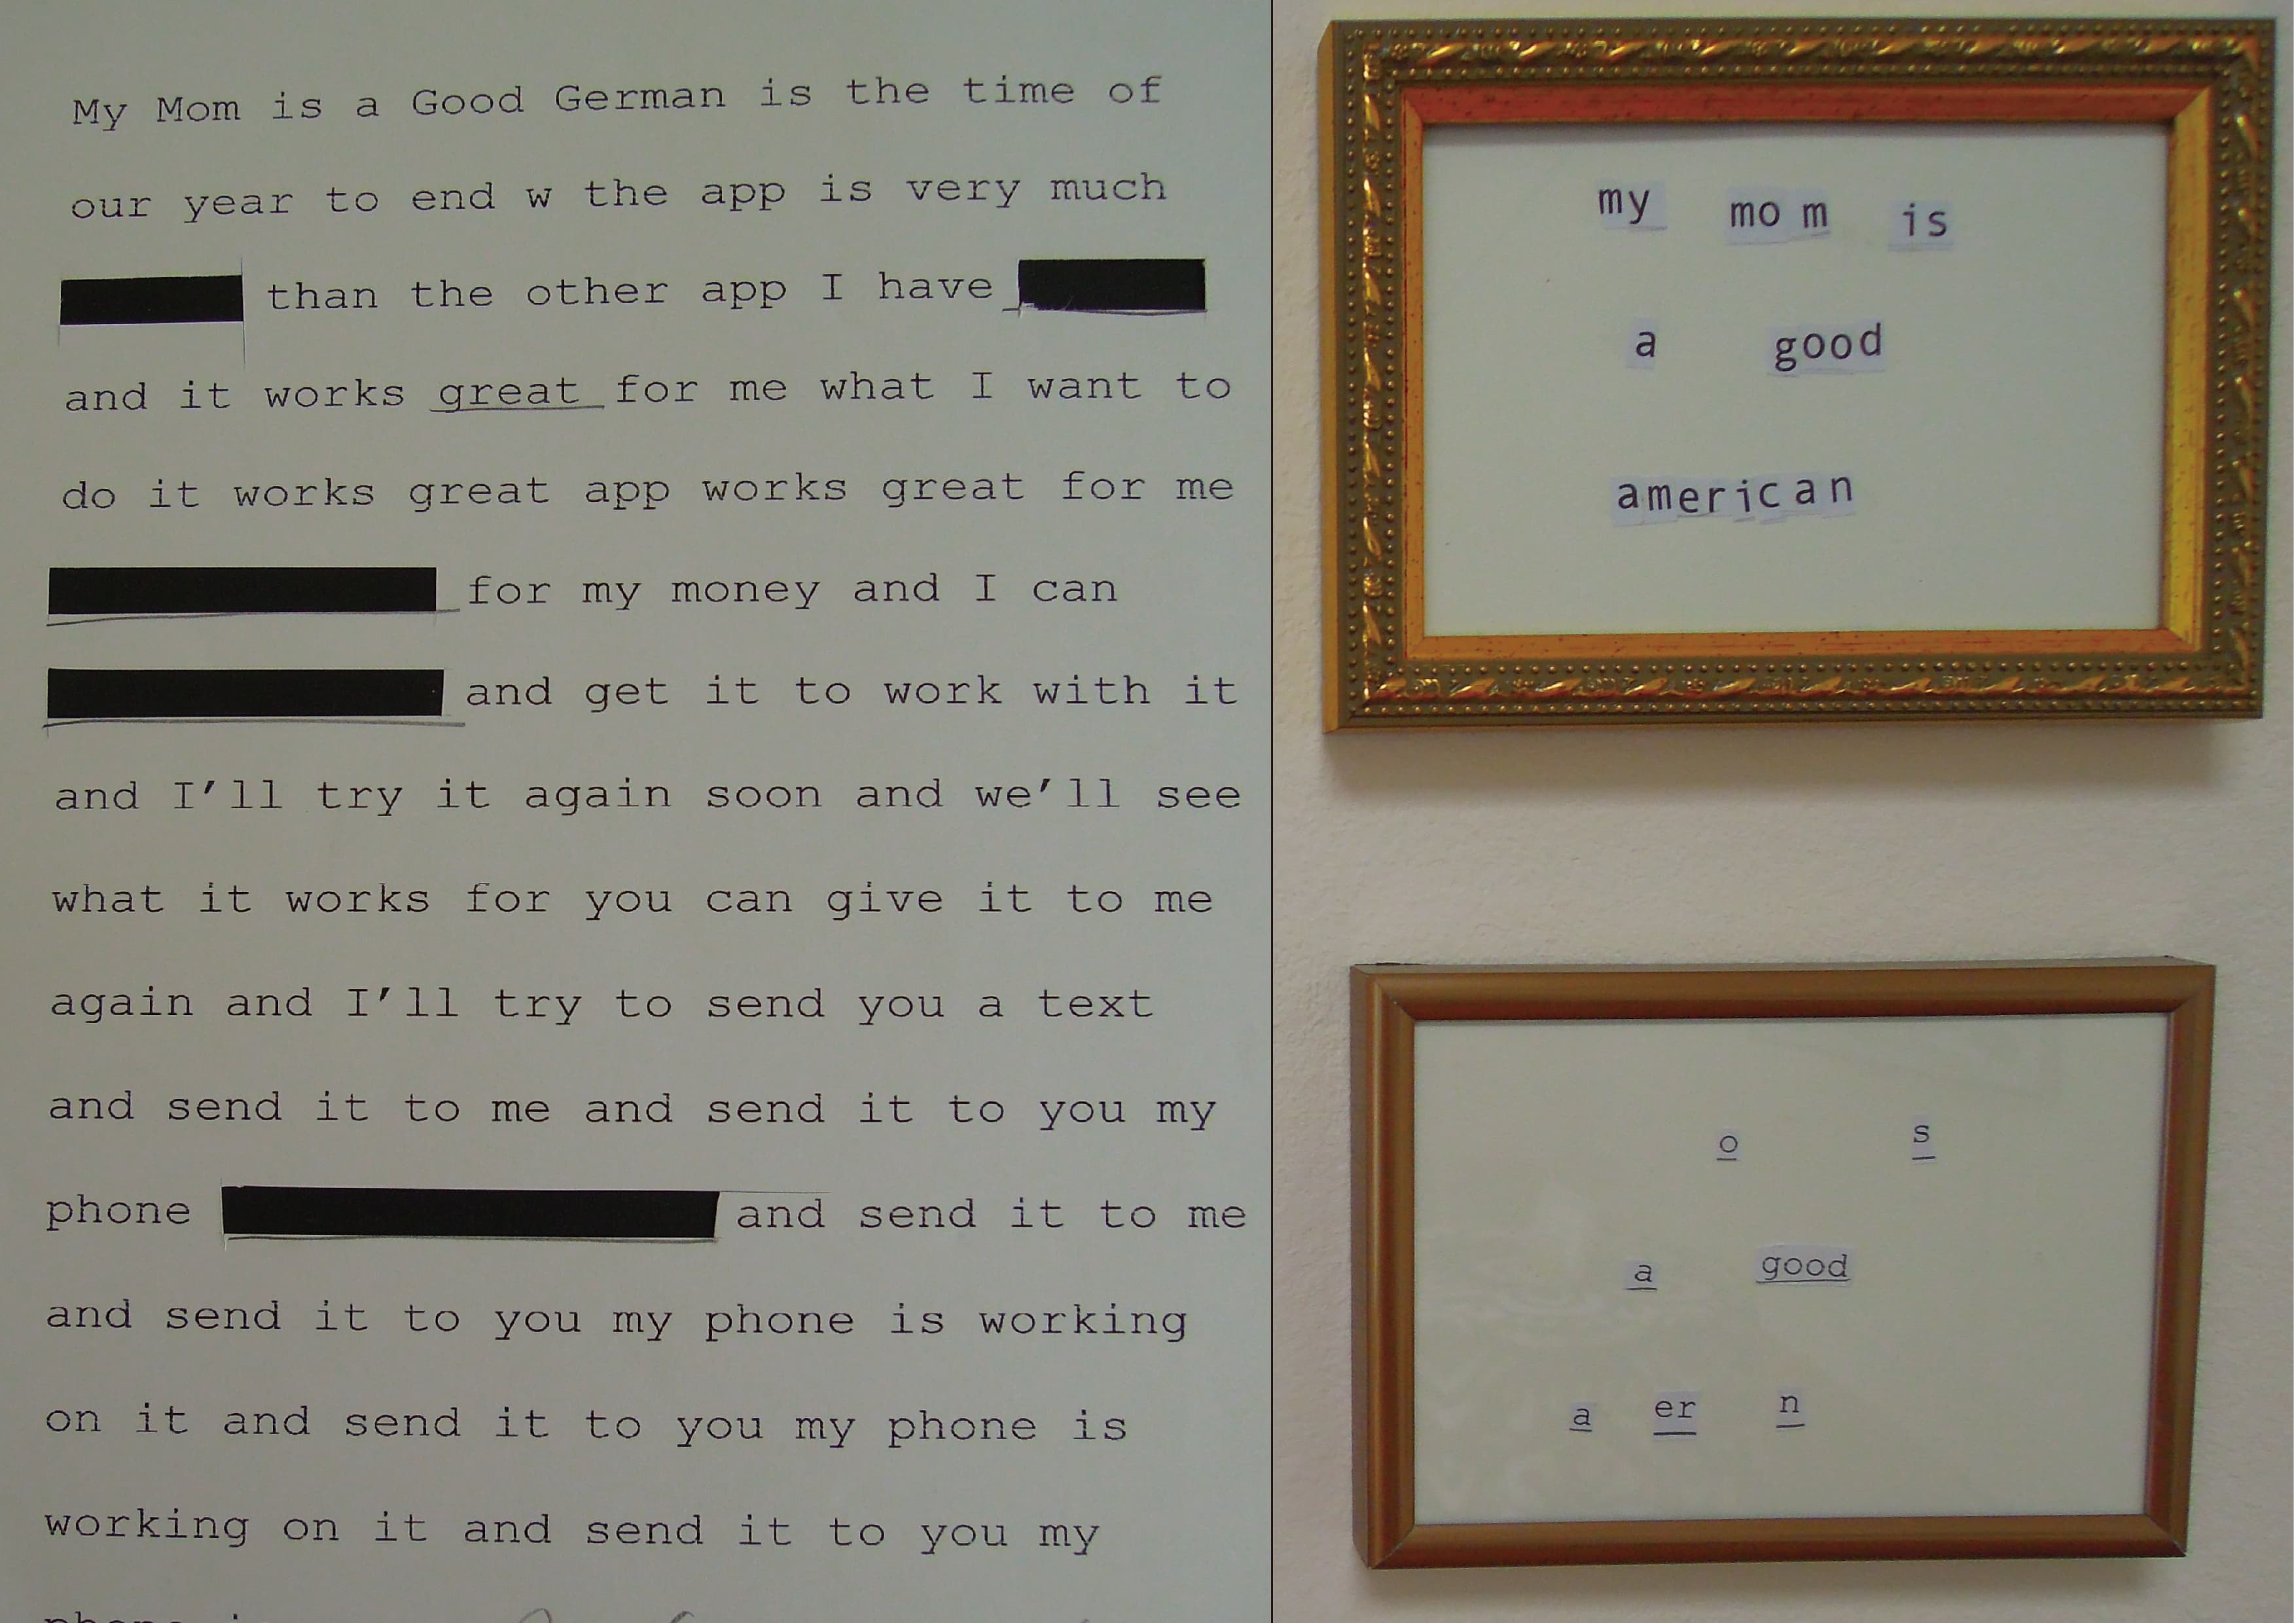 My Mom is a Good German is the time of
our year to end w the app is very much
than the other app I have
and it works great for me what I want to
do it works great app works great for me
for my money and I can
and get it to work with it
and I'll try it again soon and we'll see
what it works for you can give it to me
again and I'll try to send you a text
and send it to me and send it to you my
phone and send it to me
and send it to you my phone is working
on it and send it to you my phone is
working on it and send it to you my
my mom is
a good
american
o s
a good
a er n